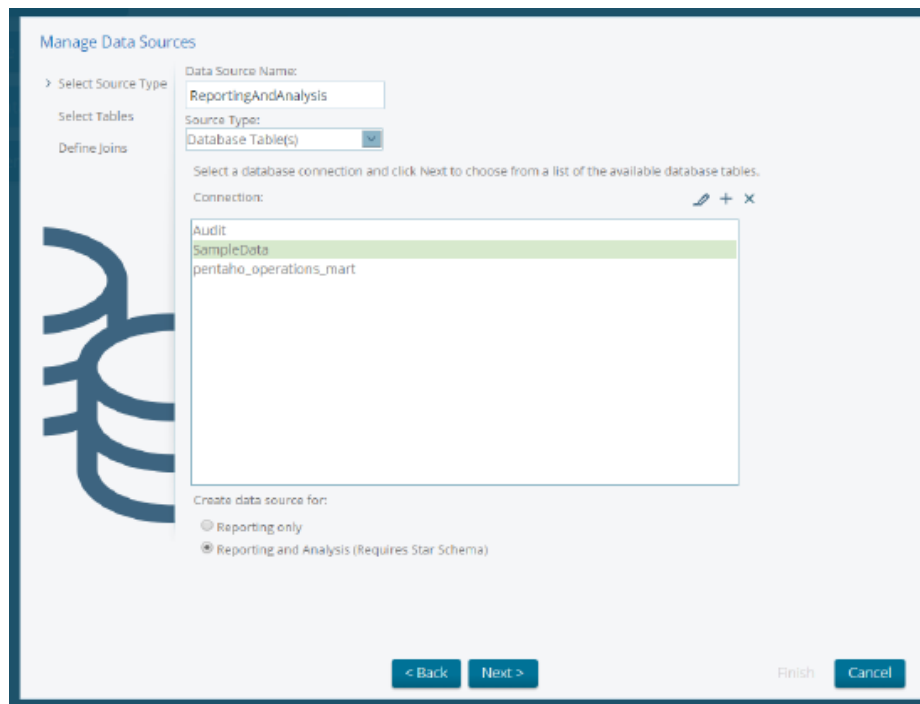 Manage Data Sources
> Select Source Type
Select Tables
Define Joins
Data Source Name:
ReportingAndAnalysis
Source Type:
Database Table(s)
Select a database connection and click Next to choose from a list of the available database tables.
Connection:
Audit
SampleData
pentaho_operations_mart
Create data source for:
Reporting only
Reporting and Analysis (Requires Star Schema)
< Back Next > Finish Cancel